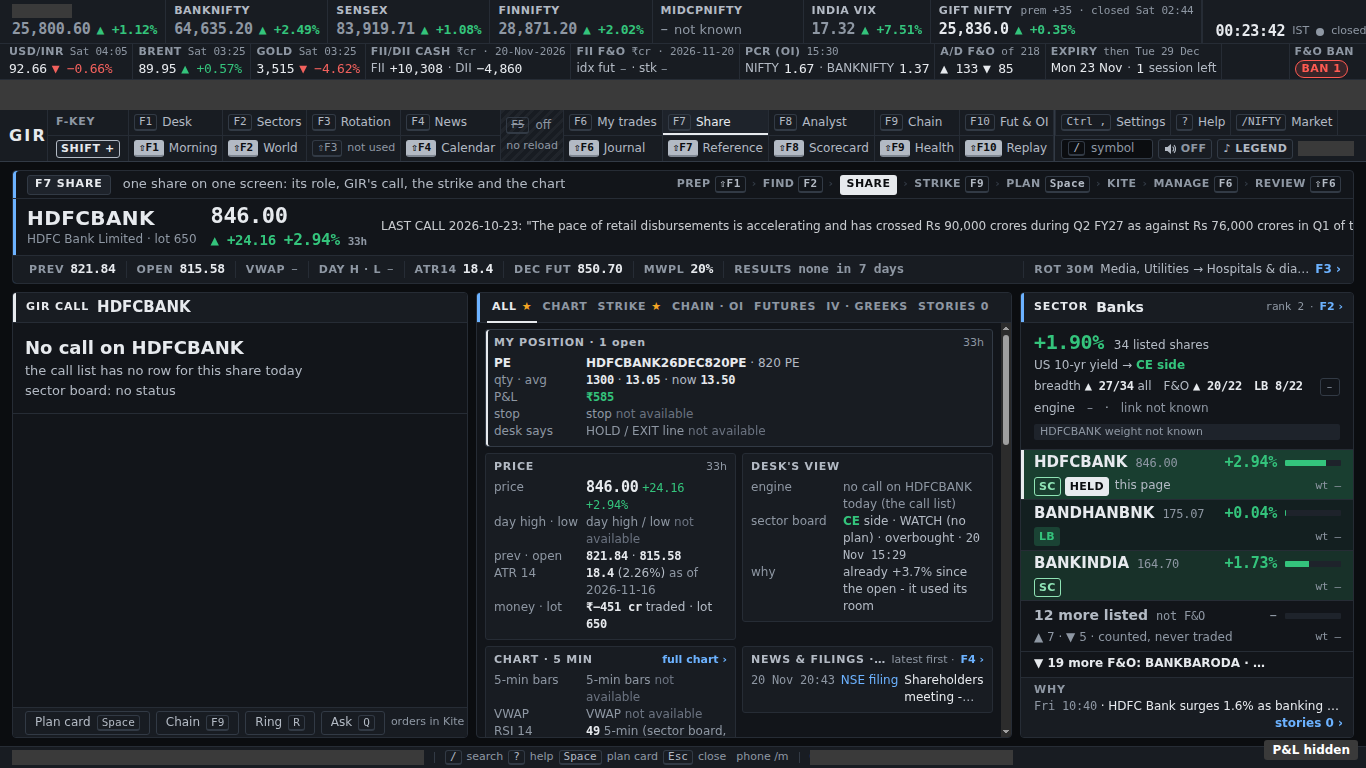 25,800.60 ▲ +1.12%
BANKNIFTY
64,635.20 ▲ +2.49%
SENSEX
83,919.71 ▲ +1.08%
FINNIFTY
28,871.20 ▲ +2.02%
MIDCPNIFTY
– not known
INDIA VIX
17.32 ▲ +7.51%
GIFT NIFTY prem +35 · closed Sat 02:44
25,836.0 ▲ +0.35%
00:23:42 IST ● closed
USD/INR Sat 04:05
92.66 ▼ −0.66%
BRENT Sat 03:25
89.95 ▲ +0.57%
GOLD Sat 03:25
3,515 ▼ −4.62%
FII/DII CASH ₹cr · 20-Nov-2026
FII +10,308 · DII −4,860
FII F&O ₹cr · 2026-11-20
idx fut – · stk –
PCR (OI) 15:30
NIFTY 1.67 · BANKNIFTY 1.37
A/D F&O of 218
▲ 133 ▼ 85
EXPIRY then Tue 29 Dec
Mon 23 Nov · 1 session left
F&O BAN
BAN 1
GIR
F-KEY
F1 Desk
F2 Sectors
F3 Rotation
F4 News
F5 off
F6 My trades
F7 Share
F8 Analyst
F9 Chain
F10 Fut & OI
Ctrl , Settings
? Help
/NIFTY Market
SHIFT +
⇧F1 Morning
⇧F2 World
⇧F3 not used
⇧F4 Calendar
no reload
⇧F6 Journal
⇧F7 Reference
⇧F8 Scorecard
⇧F9 Health
⇧F10 Replay
/ symbol
OFF
♪ LEGEND
F7 SHARE one share on one screen: its role, GIR's call, the strike and the chart
PREP ⇧F1 › FIND F2 › SHARE › STRIKE F9 › PLAN Space › KITE › MANAGE F6 › REVIEW ⇧F6
HDFCBANK
HDFC Bank Limited · lot 650
846.00
▲ +24.16 +2.94% 33h
LAST CALL 2026-10-23: "The pace of retail disbursements is accelerating and has crossed Rs 90,000 crores during Q2 FY27 as against Rs 76,000 crores in Q1 of t
PREV 821.84
OPEN 815.58
VWAP –
DAY H · L –
ATR14 18.4
DEC FUT 850.70
MWPL 20%
RESULTS none in 7 days
ROT 30M Media, Utilities → Hospitals & dia… F3 ›
GIR CALL HDFCBANK
No call on HDFCBANK
the call list has no row for this share today
sector board: no status
Plan card Space
Chain F9
Ring R
Ask Q
orders in Kite
ALL ★ CHART STRIKE ★ CHAIN · OI FUTURES IV · GREEKS STORIES 0
MY POSITION · 1 open 33h
PE HDFCBANK26DEC820PE · 820 PE
qty · avg 1300 · 13.05 · now 13.50
P&L ₹585
stop stop not available
desk says HOLD / EXIT line not available
PRICE 33h
price 846.00 +24.16
+2.94%
day high · low day high / low not
available
prev · open 821.84 · 815.58
ATR 14 18.4 (2.26%) as of
2026-11-16
money · lot ₹−451 cr traded · lot
650
DESK'S VIEW
engine no call on HDFCBANK
today (the call list)
sector board CE side · WATCH (no
plan) · overbought · 20
Nov 15:29
why already +3.7% since
the open - it used its
room
CHART · 5 MIN full chart ›
5-min bars 5-min bars not
available
VWAP VWAP not available
RSI 14 49 5-min (sector board,
NEWS & FILINGS ·… latest first · F4 ›
20 Nov 20:43 NSE filing Shareholders
meeting -…
SECTOR Banks rank 2 · F2 ›
+1.90% 34 listed shares
US 10-yr yield → CE side
breadth ▲ 27/34 all F&O ▲ 20/22 LB 8/22 –
engine – · link not known
HDFCBANK weight not known
HDFCBANK 846.00 +2.94%
SC HELD this page wt –
BANDHANBNK 175.07 +0.04%
LB wt –
BANKINDIA 164.70 +1.73%
SC wt –
12 more listed not F&O –
▲ 7 · ▼ 5 · counted, never traded wt –
▼ 19 more F&O: BANKBARODA · …
WHY
Fri 10:40 · HDFC Bank surges 1.6% as banking …
stories 0 ›
/ search ? help Space plan card Esc close phone /m
P&L hidden